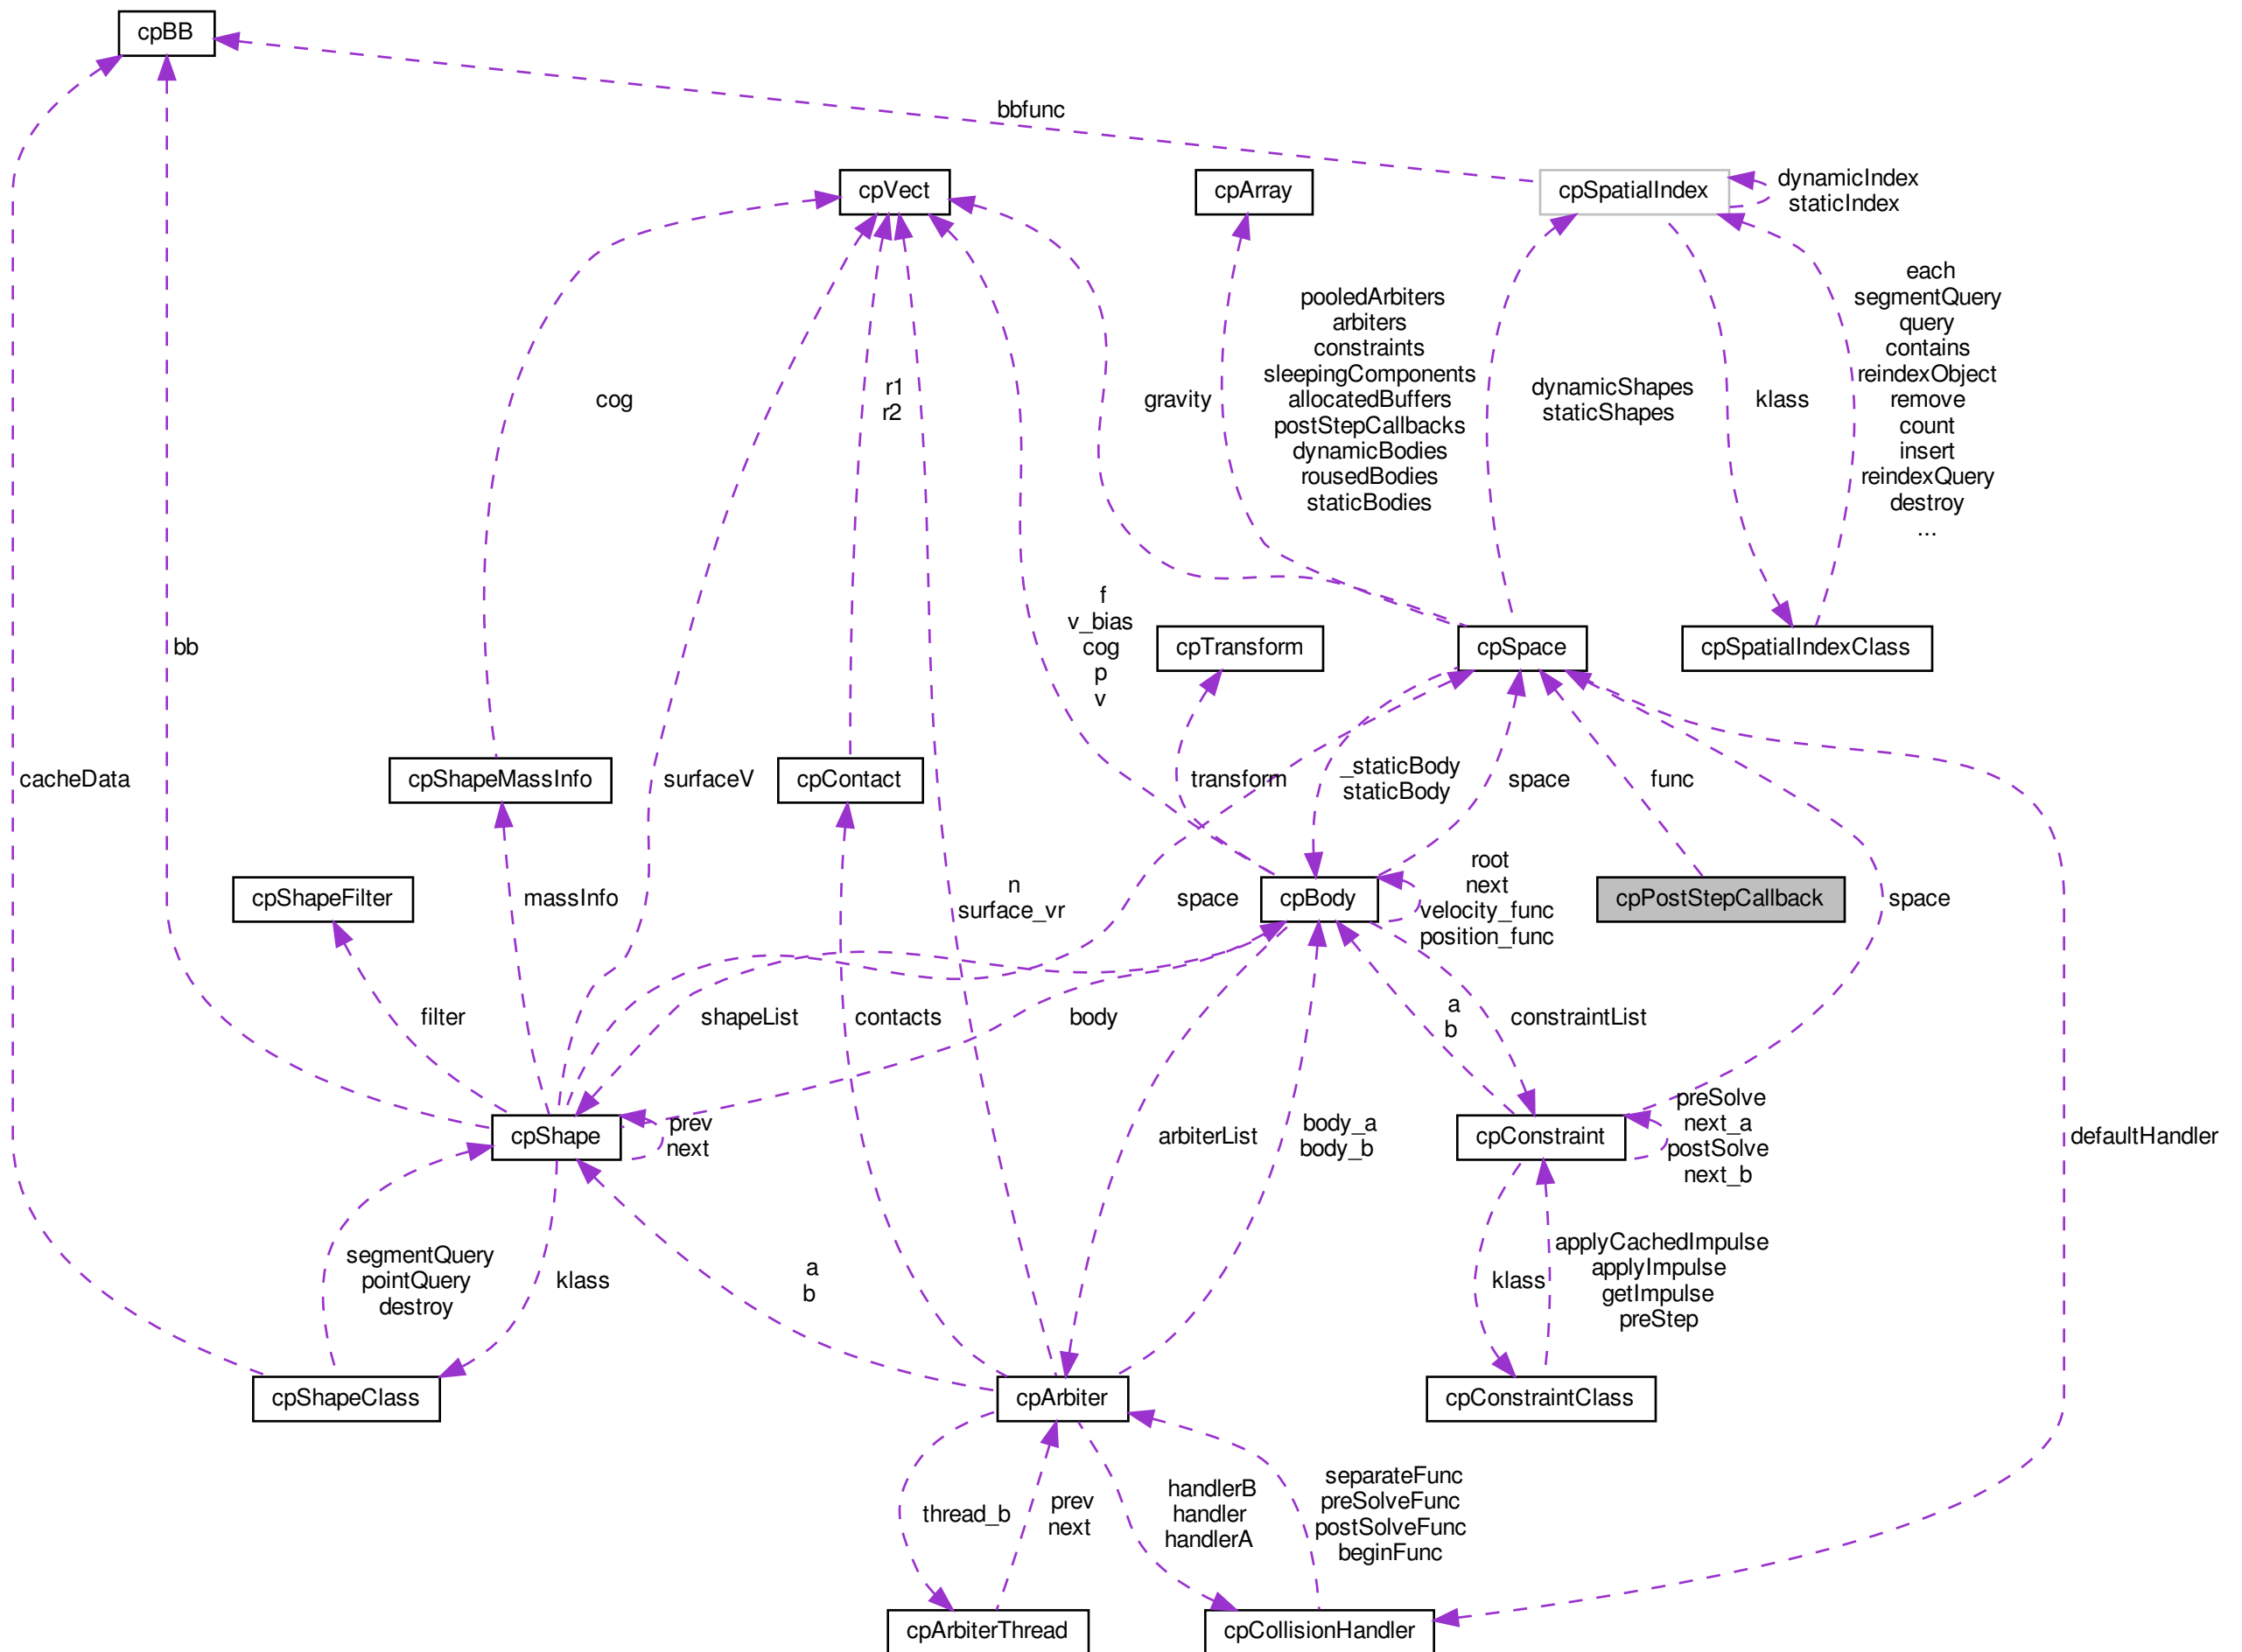 cpBB
bbfunc
cpVect
cpArray
cpSpatialIndex
dynamicIndex
staticIndex
each
segmentQuery
query
contains
reindexObject
remove
count
insert
reindexQuery
destroy
...
pooledArbiters
arbiters
constraints
sleepingComponents
allocatedBuffers
postStepCallbacks
dynamicBodies
rousedBodies
staticBodies
cog
r1
r2
gravity
dynamicShapes
staticShapes
klass
f
v_bias
cog
p
v
bb
cpTransform
cpSpace
cpSpatialIndexClass
cacheData
cpShapeMassInfo
surfaceV
cpContact
transform
_staticBody
staticBody
space
func
cpShapeFilter
massInfo
n
surface_vr
space
cpBody
root
next
velocity_func
position_func
cpPostStepCallback
space
filter
shapeList
contacts
body
a
b
constraintList
cpShape
prev
next
arbiterList
body_a
body_b
cpConstraint
preSolve
next_a
postSolve
next_b
defaultHandler
segmentQuery
pointQuery
destroy
klass
a
b
klass
applyCachedImpulse
applyImpulse
getImpulse
preStep
cpShapeClass
cpArbiter
cpConstraintClass
thread_b
prev
next
handlerB
handler
handlerA
separateFunc
preSolveFunc
postSolveFunc
beginFunc
cpArbiterThread
cpCollisionHandler